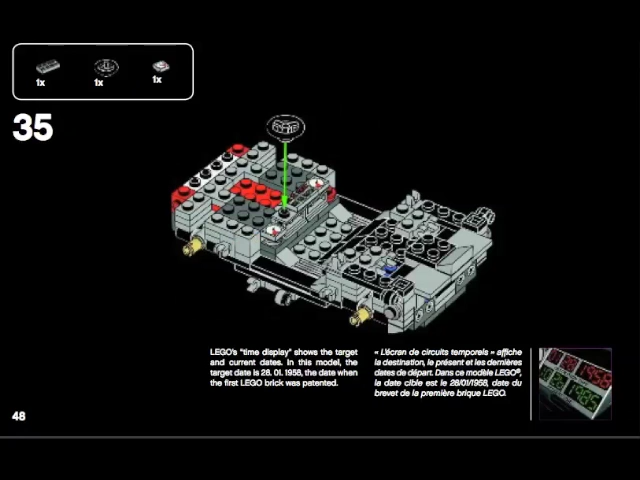 1x
1x
1x
35
LEGO's "time display" shows the target
and current dates. In this model, the
target date is 28. 01. 1958, the date when
the first LEGO brick was patented.
« L'écran de circuits temporels » affiche
la destination, le présent et les dernières
dates de départ. Dans ce modèle LEGO®,
la date cible est le 28/01/1958, date du
brevet de la première brique LEGO.
1958
1985
48